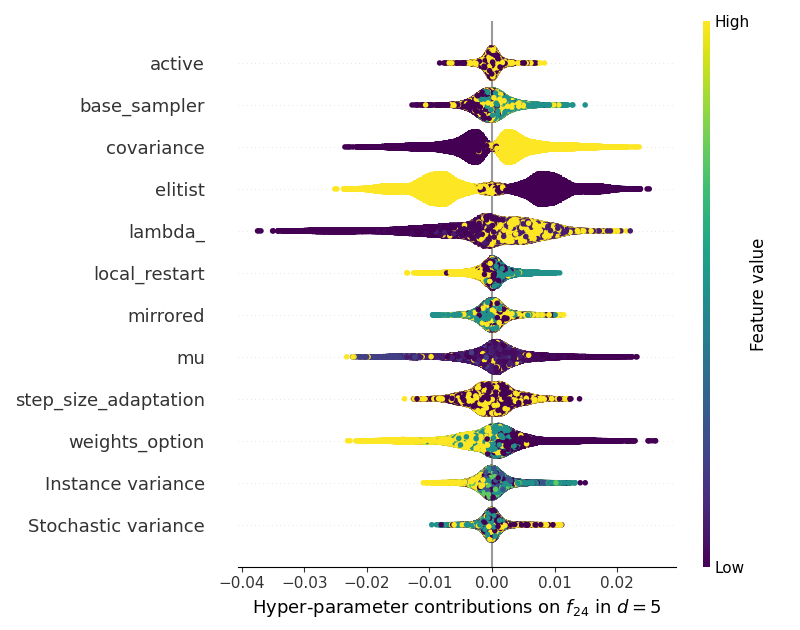 High
active
base_sampler
covariance
elitist
lambda_
local_restart
mirrored
mu
step_size_adaptation
weights_option
Instance variance
Stochastic variance
Feature value
Low
−0.04 −0.03 −0.02 −0.01 0.00 0.01 0.02
Hyper-parameter contributions on f24 in d = 5